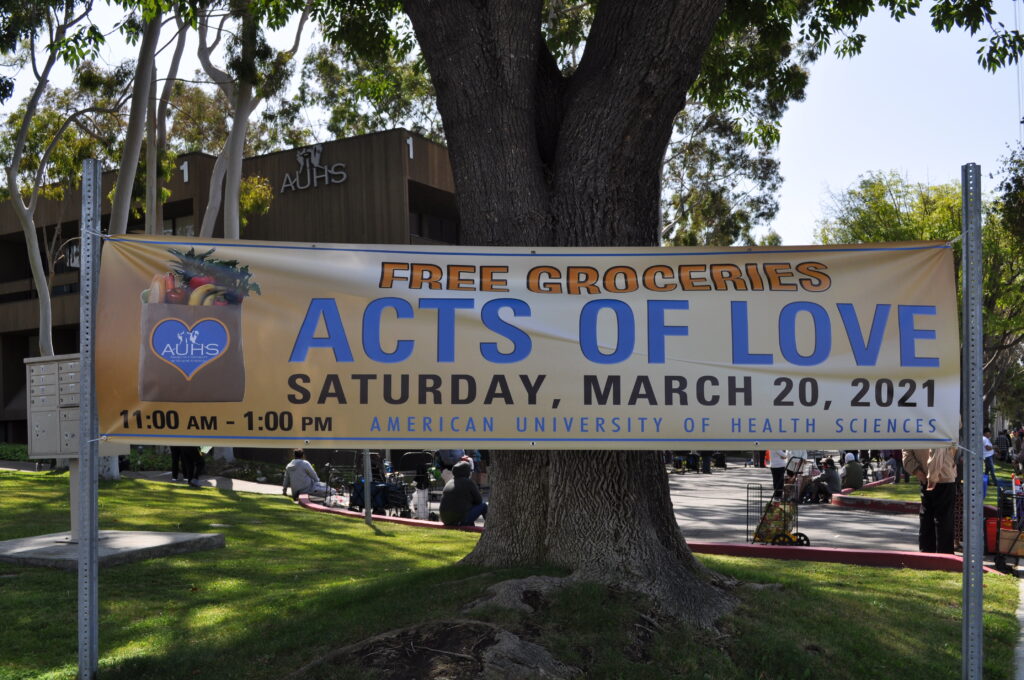 1
AUHS
1
FREE GROCERIES
ACTS OF LOVE
AUHS
SATURDAY, MARCH 20, 2021
11:00 AM - 1:00 PM
AMERICAN UNIVERSITY OF HEALTH SCIENCES